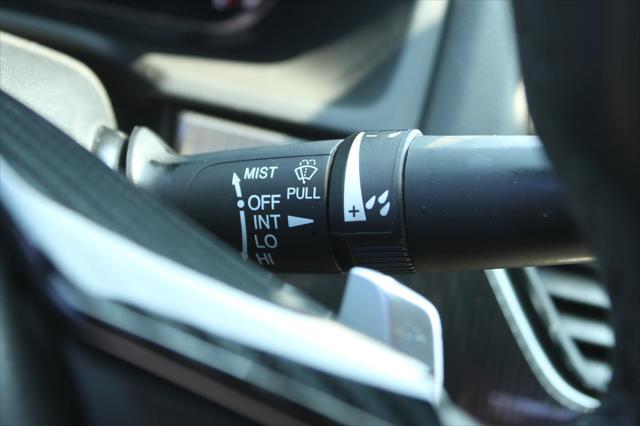 MIST
OFF PULL
INT
LO
HI
+